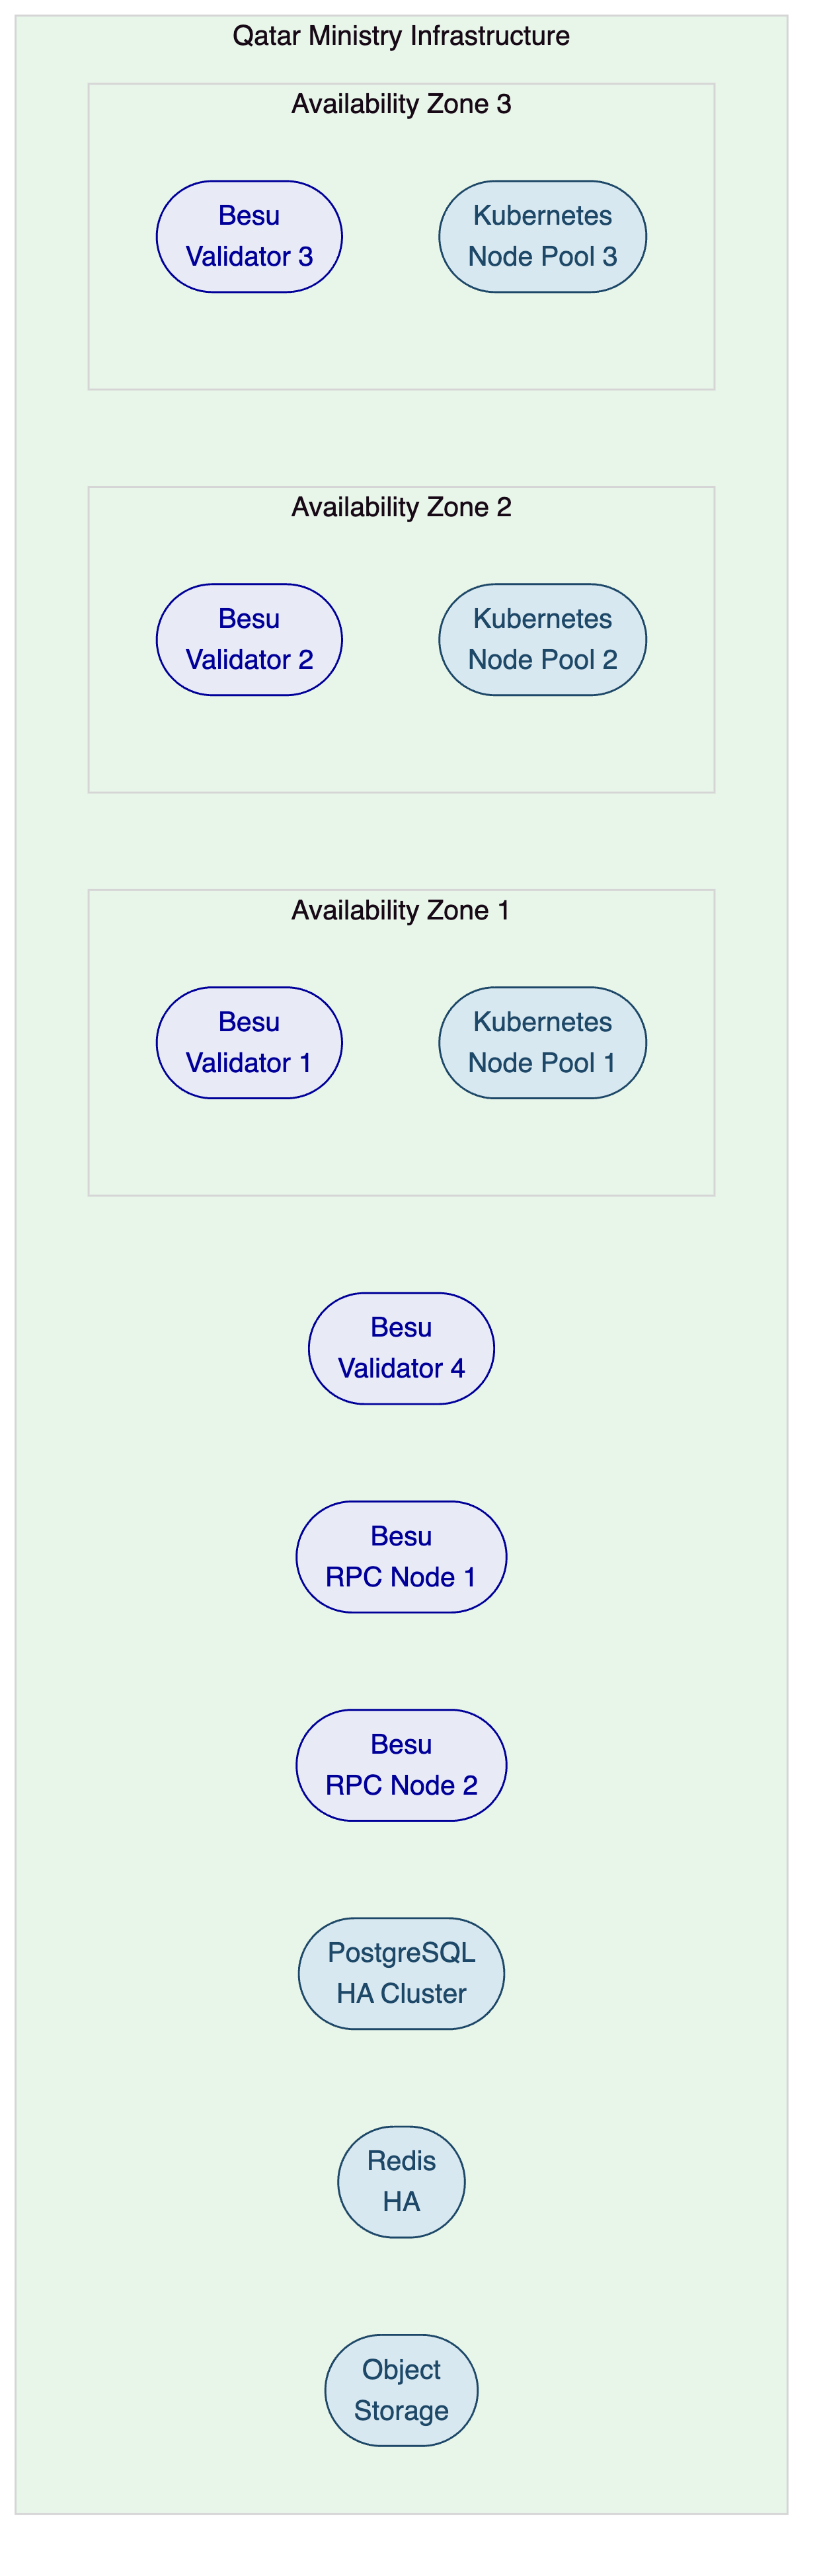 Qatar Ministry Infrastructure
Availability Zone 3
Besu
Validator 3
Kubernetes
Node Pool 3
Availability Zone 2
Besu
Validator 2
Kubernetes
Node Pool 2
Availability Zone 1
Besu
Validator 1
Kubernetes
Node Pool 1
Besu
Validator 4
Besu
RPC Node 1
Besu
RPC Node 2
PostgreSQL
HA Cluster
Redis
HA
Object
Storage